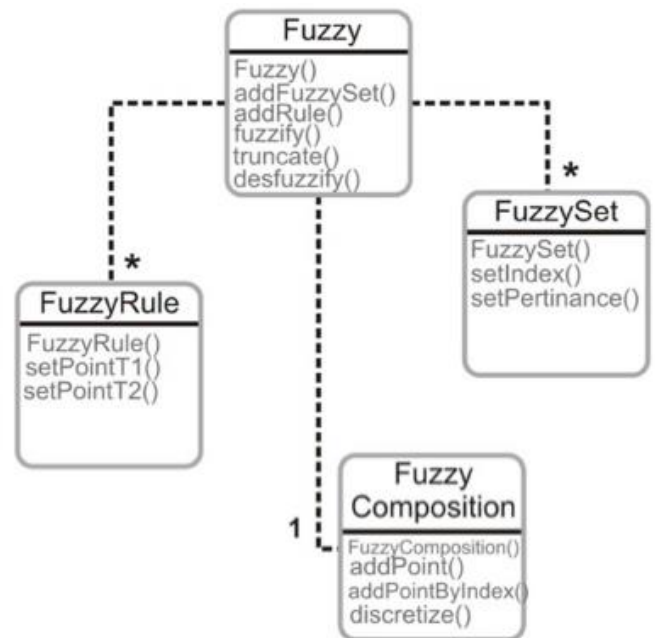 Fuzzy
Fuzzy()
addFuzzySet()
addRule()
fuzzify()
truncate()
desfuzzify()
*
FuzzySet
FuzzySet()
setIndex()
setPertinance()
*
FuzzyRule
FuzzyRule()
setPointT1()
setPointT2()
1
Fuzzy
Composition
FuzzyComposition()
addPoint()
addPointByIndex()
discretize()